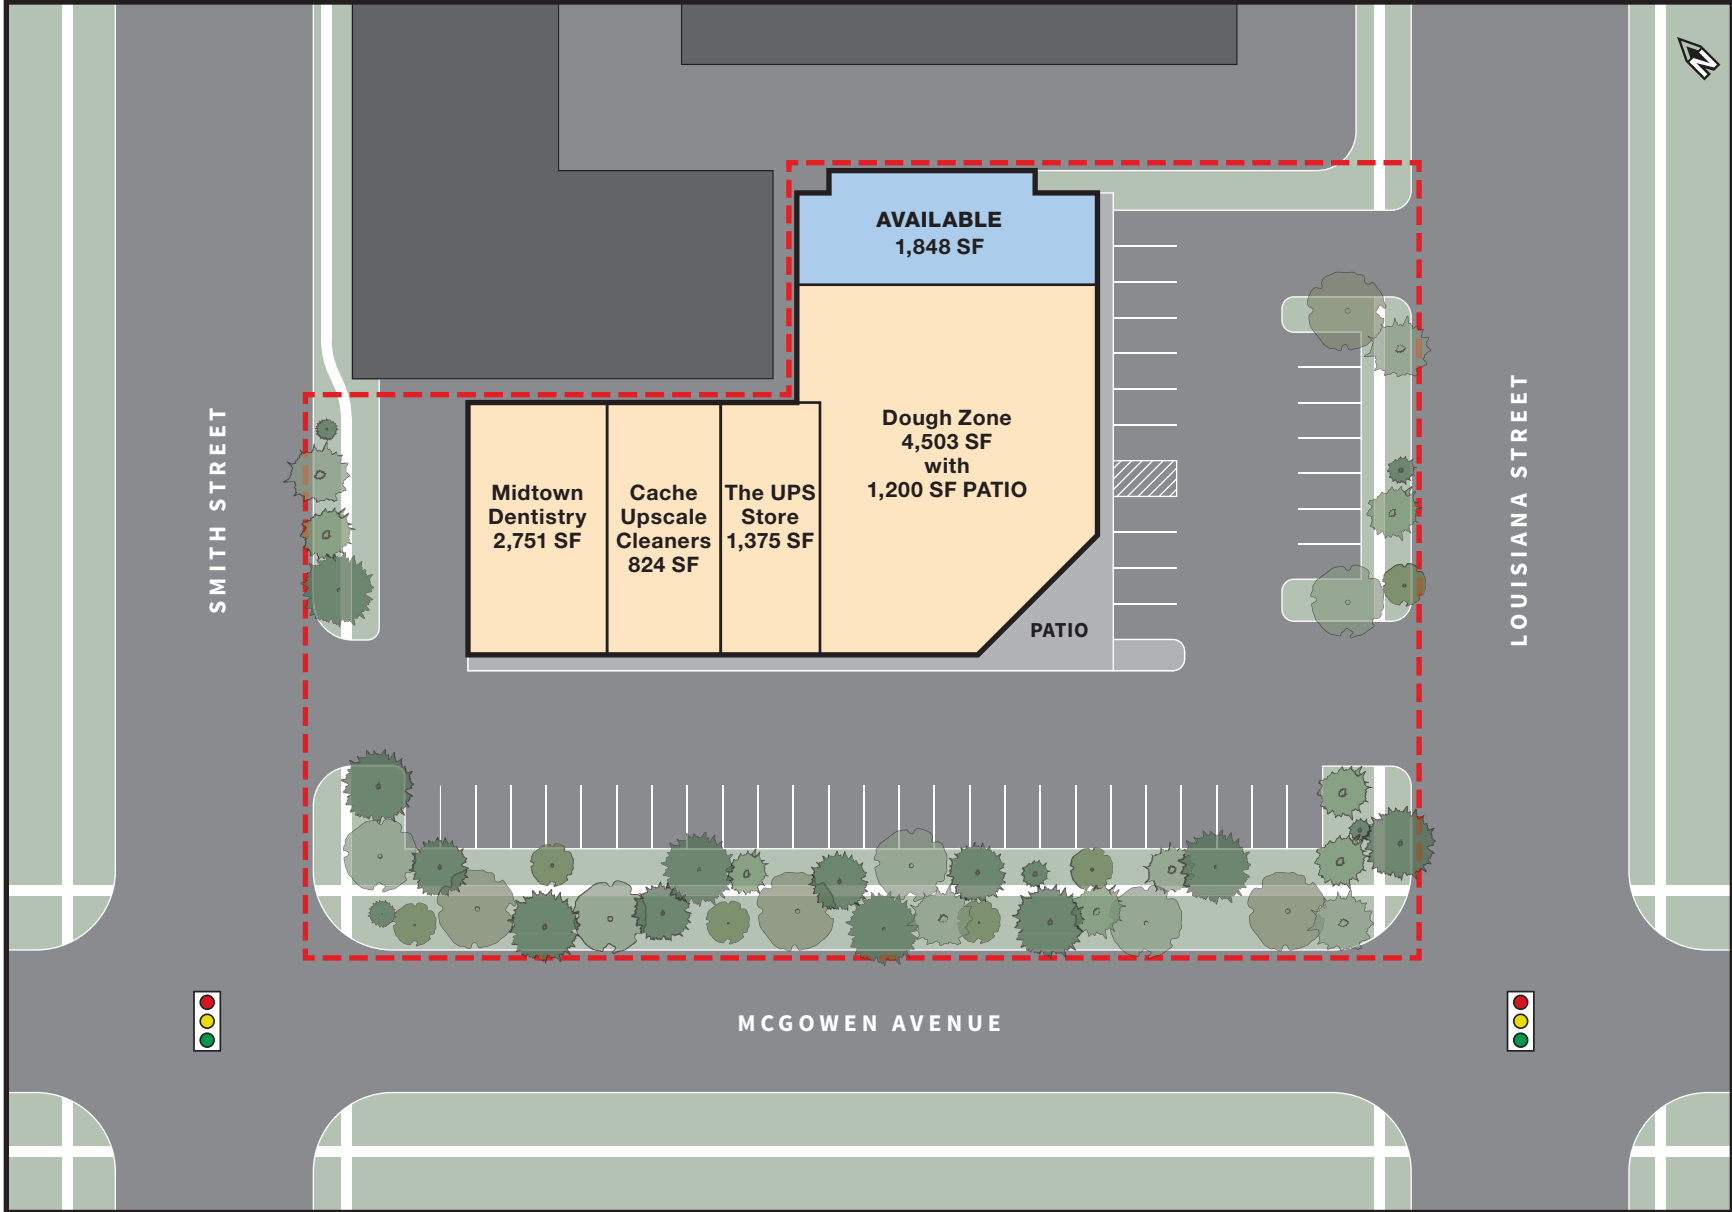 N
AVAILABLE
1,848 SF
Dough Zone
4,503 SF
with
1,200 SF PATIO
Midtown
Dentistry
2,751 SF
Cache
Upscale
Cleaners
824 SF
The UPS
Store
1,375 SF
PATIO
SMITH STREET
LOUISIANA STREET
MCGOWEN AVENUE